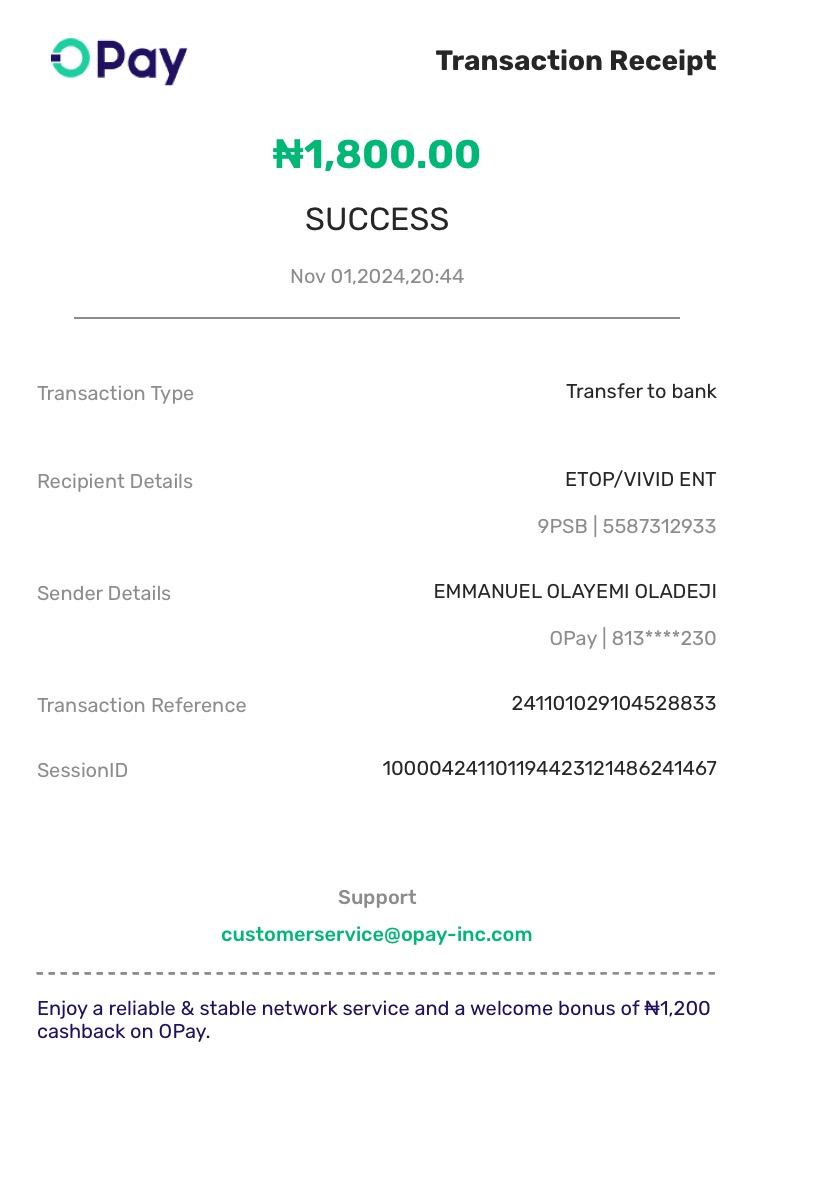 OPay
Transaction Receipt
₦1,800.00
SUCCESS
Nov 01,2024,20:44
Transaction Type
Transfer to bank
Recipient Details
ETOP/VIVID ENT
9PSB | 5587312933
Sender Details
EMMANUEL OLAYEMI OLADEJI
OPay | 813****230
Transaction Reference
241101029104528833
SessionID
100004241101194423121486241467
Support
customerservice@opay-inc.com
Enjoy a reliable & stable network service and a welcome bonus of ₦1,200
cashback on OPay.